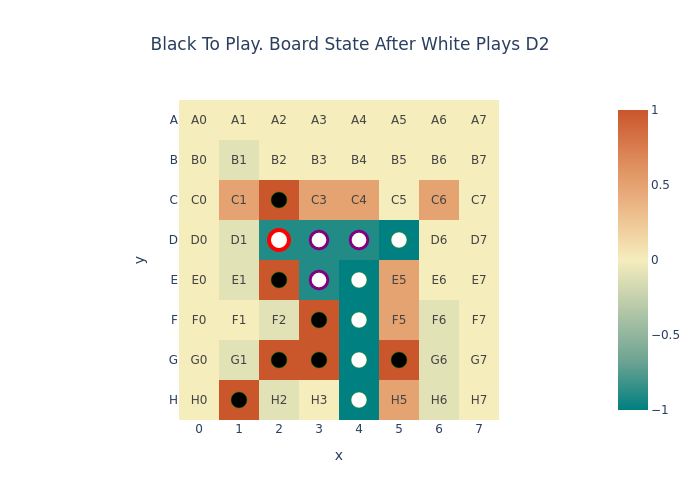 Black To Play. Board State After White Plays D2
A A0 A1 A2 A3 A4 A5 A6 A7
B B0 B1 B2 B3 B4 B5 B6 B7
C C0 C1 C3 C4 C5 C6 C7
D D0 D1 D6 D7
E E0 E1 E5 E6 E7
F F0 F1 F2 F5 F6 F7
G G0 G1 G6 G7
H H0 H2 H3 H5 H6 H7
0 1 2 3 4 5 6 7
x
y
1
0.5
0
−0.5
−1